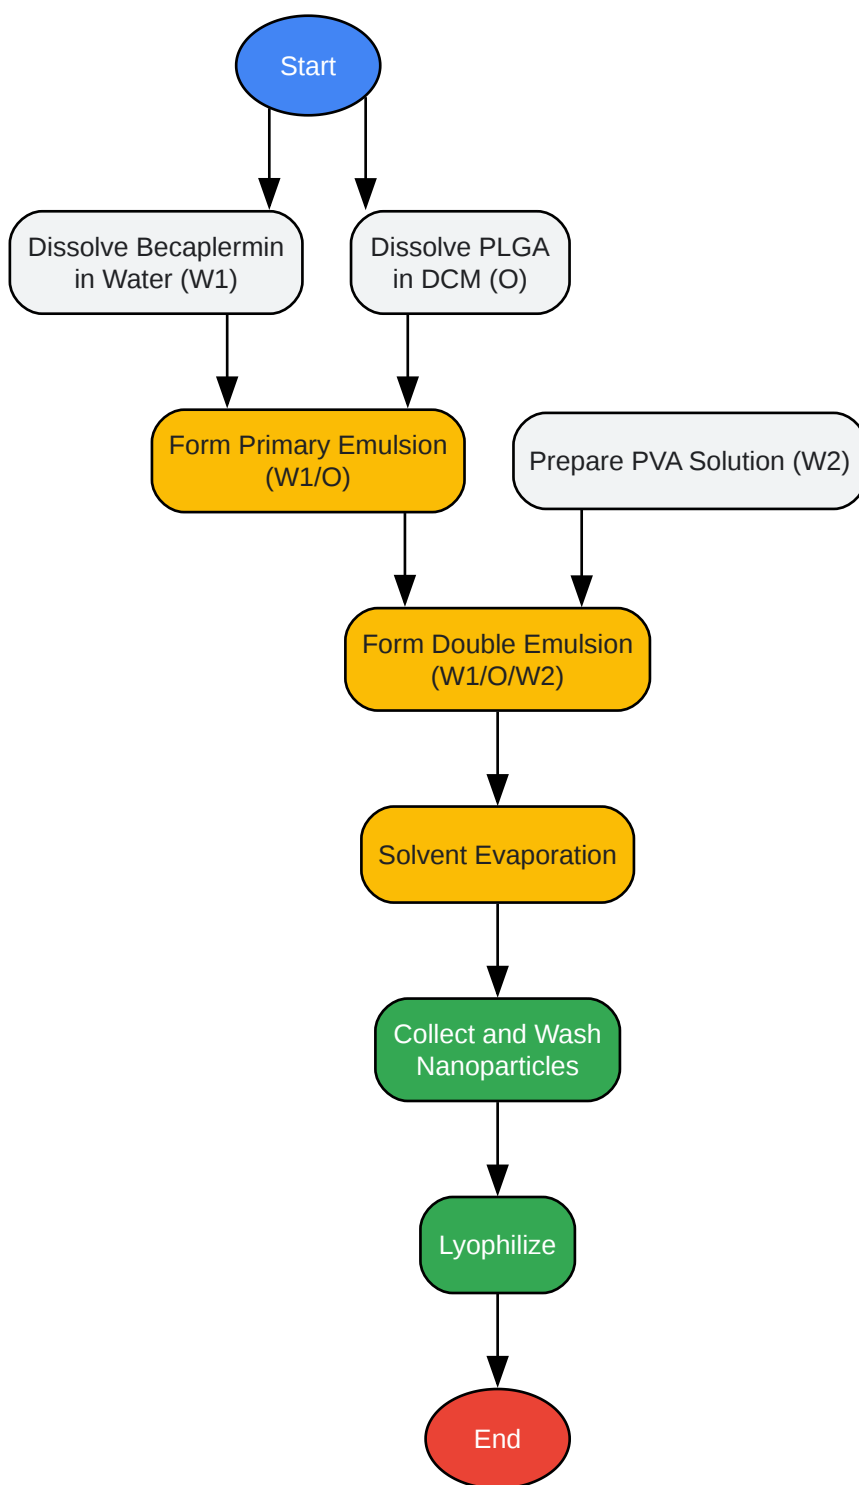 Start
Dissolve Becaplermin
in Water (W1)
Dissolve PLGA
in DCM (O)
Form Primary Emulsion
(W1/O)
Prepare PVA Solution (W2)
Form Double Emulsion
(W1/O/W2)
Solvent Evaporation
Collect and Wash
Nanoparticles
Lyophilize
End